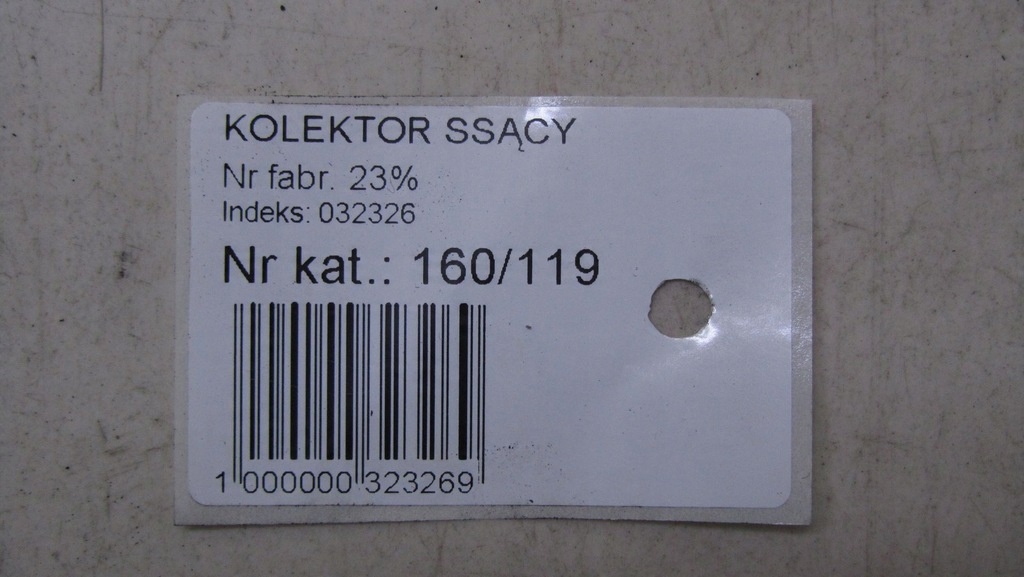 KOLEKTOR SSĄCY
Nr fabr. 23%
Indeks: 032326
Nr kat.: 160/119
1 000000 323269